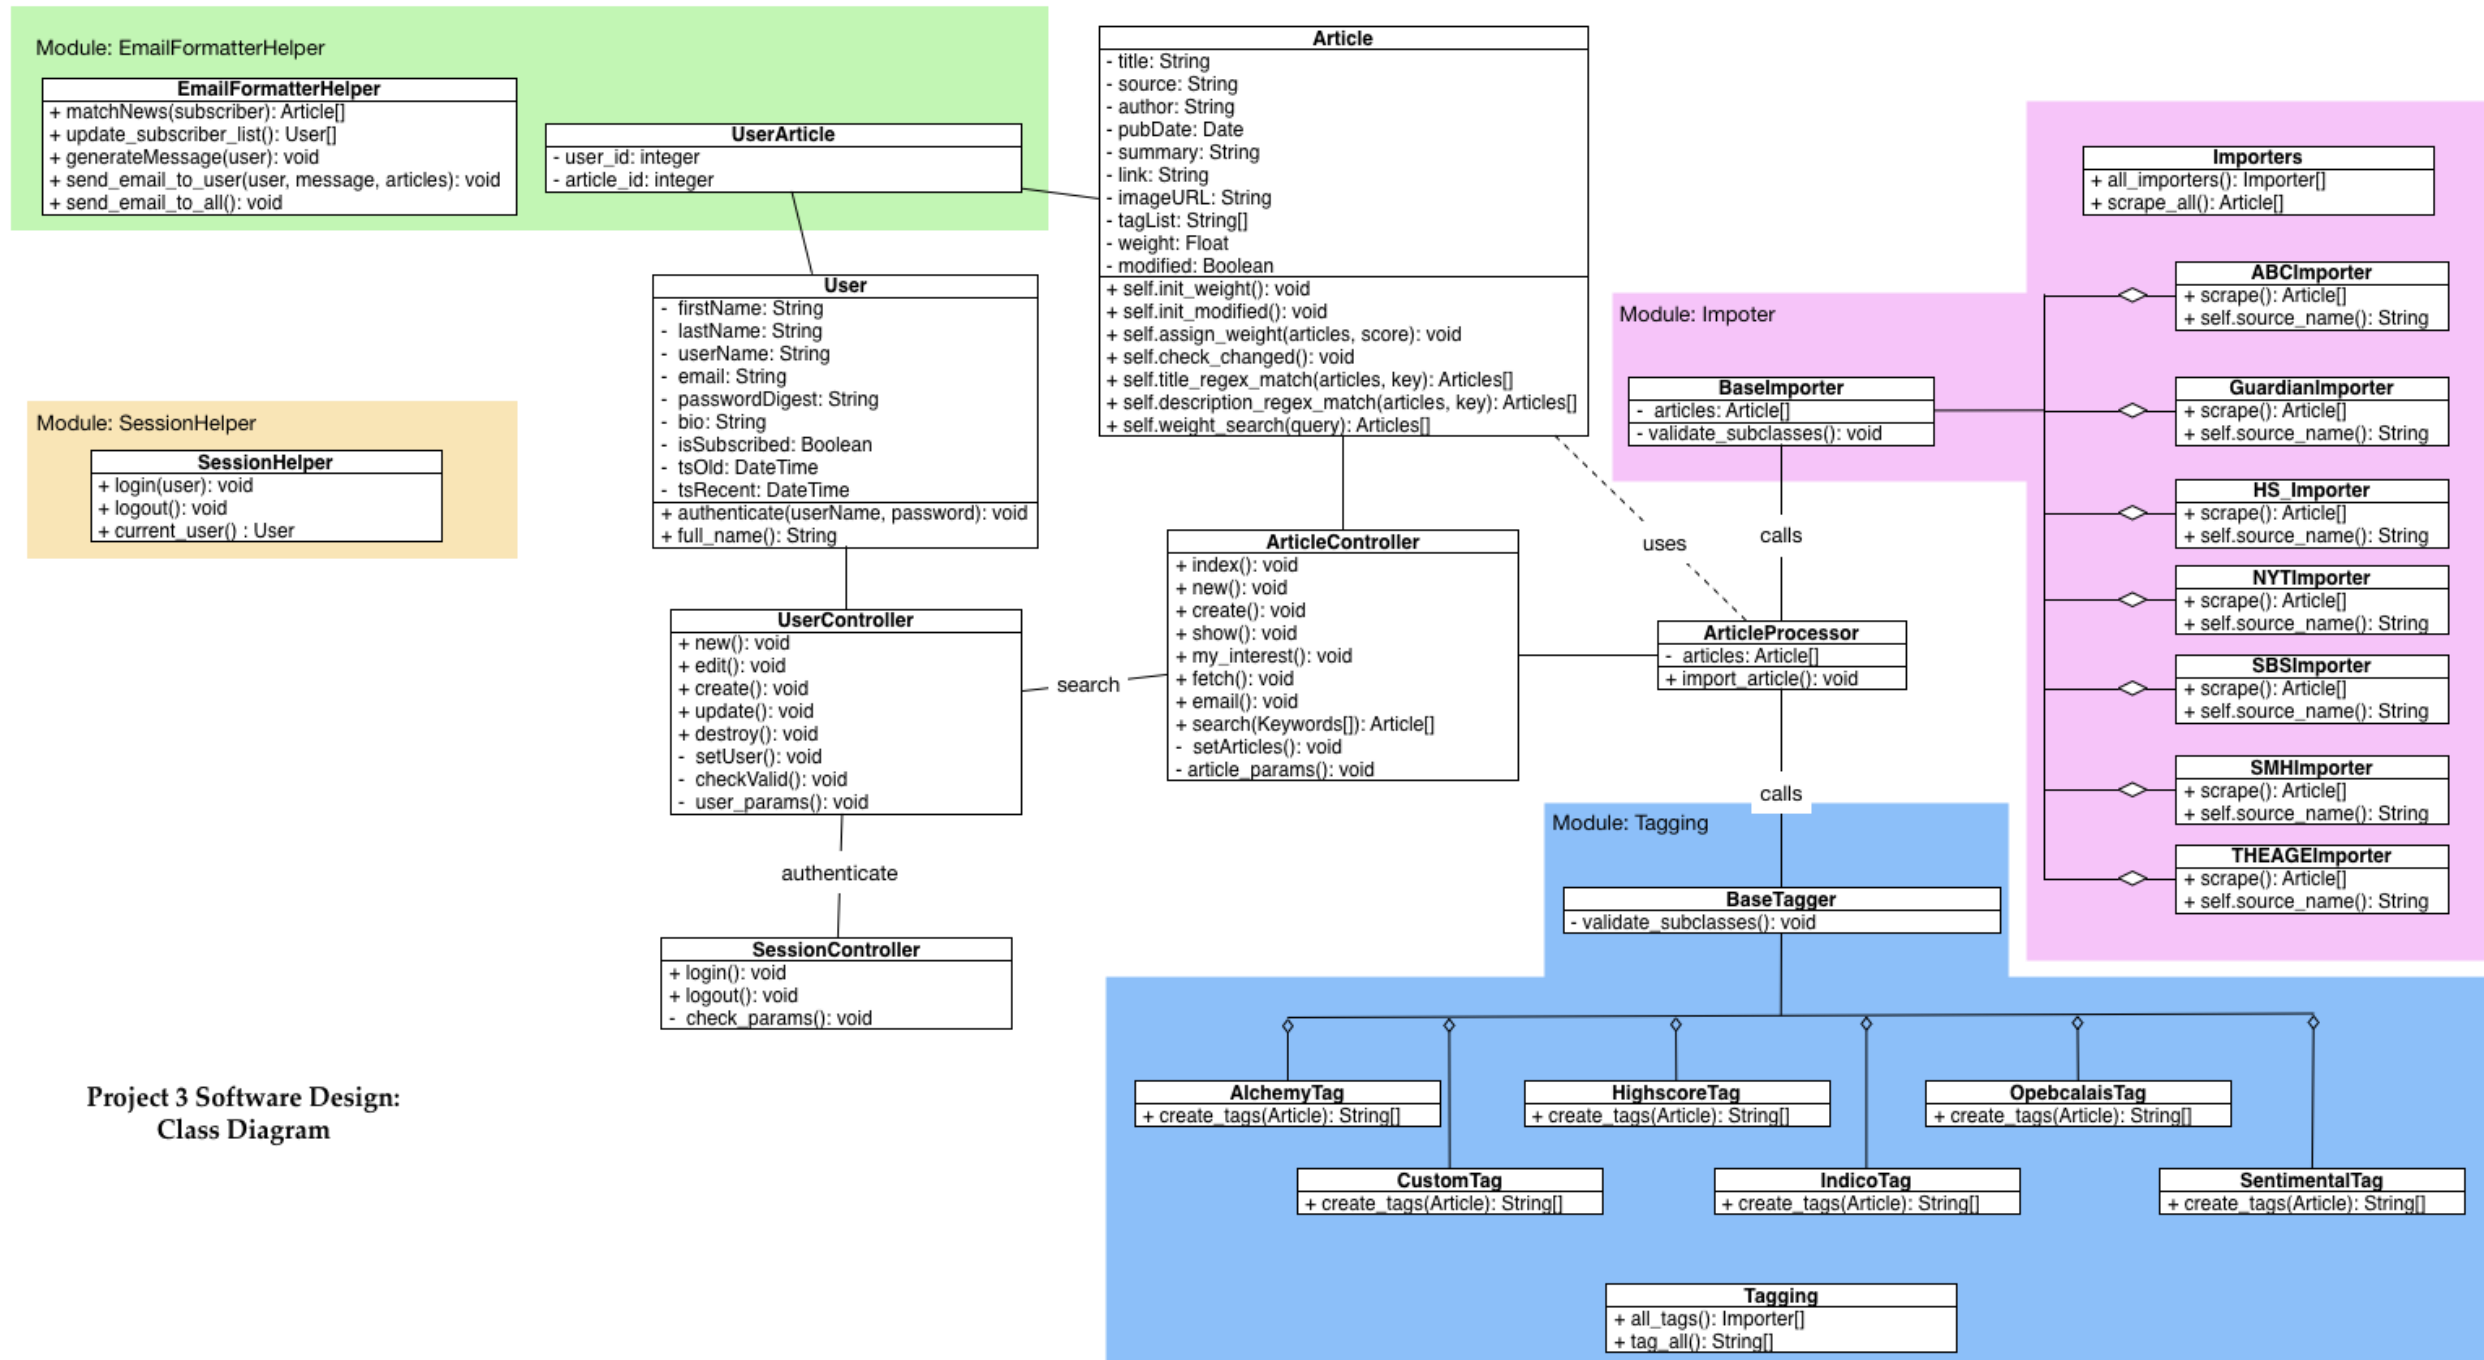 Module: EmailFormatterHelper
EmailFormatterHelper
+ matchNews(subscriber): Article[]
+ update_subscriber_list(): User[]
+ generateMessage(user): void
+ send_email_to_user(user, message, articles): void
+ send_email_to_all(): void
UserArticle
- user_id: integer
- article_id: integer
Article
- title: String
- source: String
- author: String
- pubDate: Date
- summary: String
- link: String
- imageURL: String
- tagList: String[]
- weight: Float
- modified: Boolean
+ self.init_weight(): void
+ self.init_modified(): void
+ self.assign_weight(articles, score): void
+ self.check_changed(): void
+ self.title_regex_match(articles, key): Articles[]
+ self.description_regex_match(articles, key): Articles[]
+ self.weight_search(query): Articles[]
User
- firstName: String
- lastName: String
- userName: String
- email: String
- passwordDigest: String
- bio: String
- isSubscribed: Boolean
- tsOld: DateTime
- tsRecent: DateTime
+ authenticate(userName, password): void
+ full_name(): String
Module: SessionHelper
SessionHelper
+ login(user): void
+ logout(): void
+ current_user() : User
UserController
+ new(): void
+ edit(): void
+ create(): void
+ update(): void
+ destroy(): void
- setUser(): void
- checkValid(): void
- user_params(): void
search
ArticleController
+ index(): void
+ new(): void
+ create(): void
+ show(): void
+ my_interest(): void
+ fetch(): void
+ email(): void
+ search(Keywords[]): Article[]
- setArticles(): void
- article_params(): void
authenticate
SessionController
+ login(): void
+ logout(): void
- check_params(): void
uses
calls
ArticleProcessor
- articles: Article[]
+ import_article(): void
calls
Module: Impoter
BaseImporter
- articles: Article[]
- validate_subclasses(): void
Importers
+ all_importers(): Importer[]
+ scrape_all(): Article[]
ABCImporter
+ scrape(): Article[]
+ self.source_name(): String
GuardianImporter
+ scrape(): Article[]
+ self.source_name(): String
HS_Importer
+ scrape(): Article[]
+ self.source_name(): String
NYTImporter
+ scrape(): Article[]
+ self.source_name(): String
SBSImporter
+ scrape(): Article[]
+ self.source_name(): String
SMHImporter
+ scrape(): Article[]
+ self.source_name(): String
THEAGEImporter
+ scrape(): Article[]
+ self.source_name(): String
Module: Tagging
BaseTagger
- validate_subclasses(): void
AlchemyTag
+ create_tags(Article): String[]
HighscoreTag
+ create_tags(Article): String[]
OpebcalaisTag
+ create_tags(Article): String[]
CustomTag
+ create_tags(Article): String[]
IndicoTag
+ create_tags(Article): String[]
SentimentalTag
+ create_tags(Article): String[]
Tagging
+ all_tags(): Importer[]
+ tag_all(): String[]
Project 3 Software Design:
Class Diagram